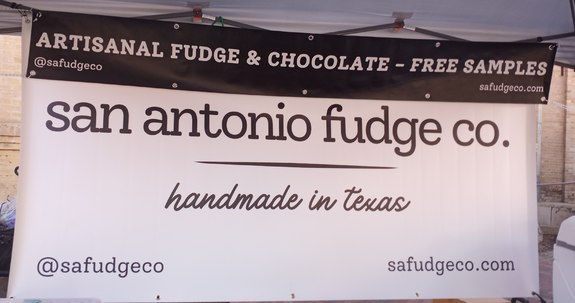 ARTISANAL FUDGE & CHOCOLATE – FREE SAMPLES
@safudgeco
safudgeco.com
san antonio fudge co.
handmade in texas
@safudgeco
safudgeco.com